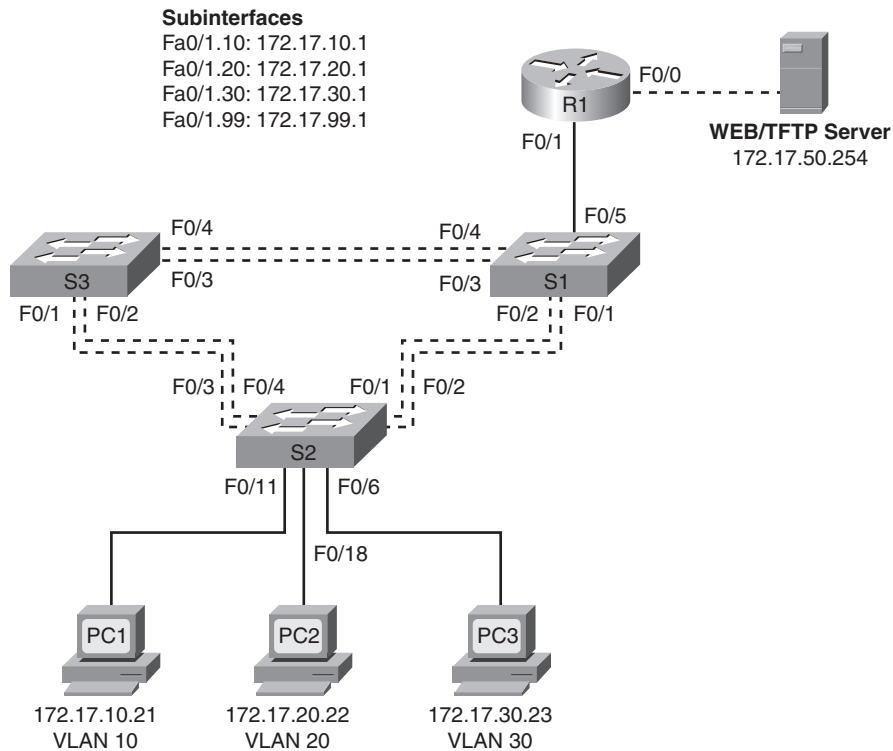 Subinterfaces
Fa0/1.10: 172.17.10.1
Fa0/1.20: 172.17.20.1
Fa0/1.30: 172.17.30.1
Fa0/1.99: 172.17.99.1
F0/0
R1
WEB/TFTP Server
172.17.50.254
F0/1
F0/5
F0/4
F0/4
S3
F0/3
F0/3
S1
F0/1
F0/2
F0/2
F0/1
F0/3
F0/4
F0/1
F0/2
S2
F0/11
F0/6
F0/18
PC1
PC2
PC3
172.17.10.21
VLAN 10
172.17.20.22
VLAN 20
172.17.30.23
VLAN 30